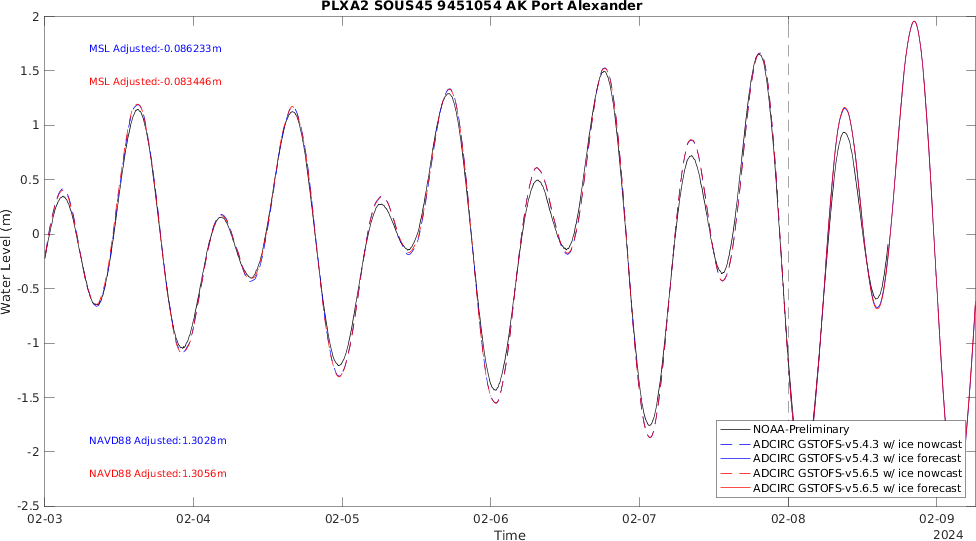 PLXA2 SOUS45 9451054 AK Port Alexander
2
1.5
1
0.5
0
-0.5
-1
-1.5
-2
-2.5
Water Level (m)
MSL Adjusted:-0.086233m
MSL Adjusted:-0.083446m
NAVD88 Adjusted:1.3028m
NAVD88 Adjusted:1.3056m
NOAA-Preliminary
ADCIRC GSTOFS-v5.4.3 w/ ice nowcast
ADCIRC GSTOFS-v5.4.3 w/ ice forecast
ADCIRC GSTOFS-v5.6.5 w/ ice nowcast
ADCIRC GSTOFS-v5.6.5 w/ ice forecast
02-03 02-04 02-05 02-06 02-07 02-08 02-09
2024
Time